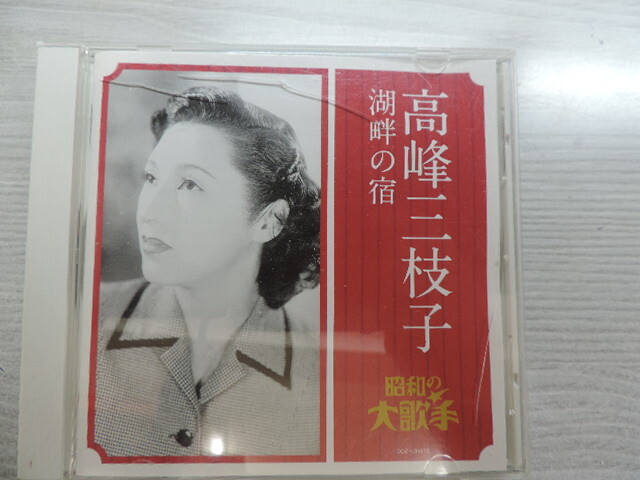 高峰三枝子
湖畔の宿
昭和の
大歌手